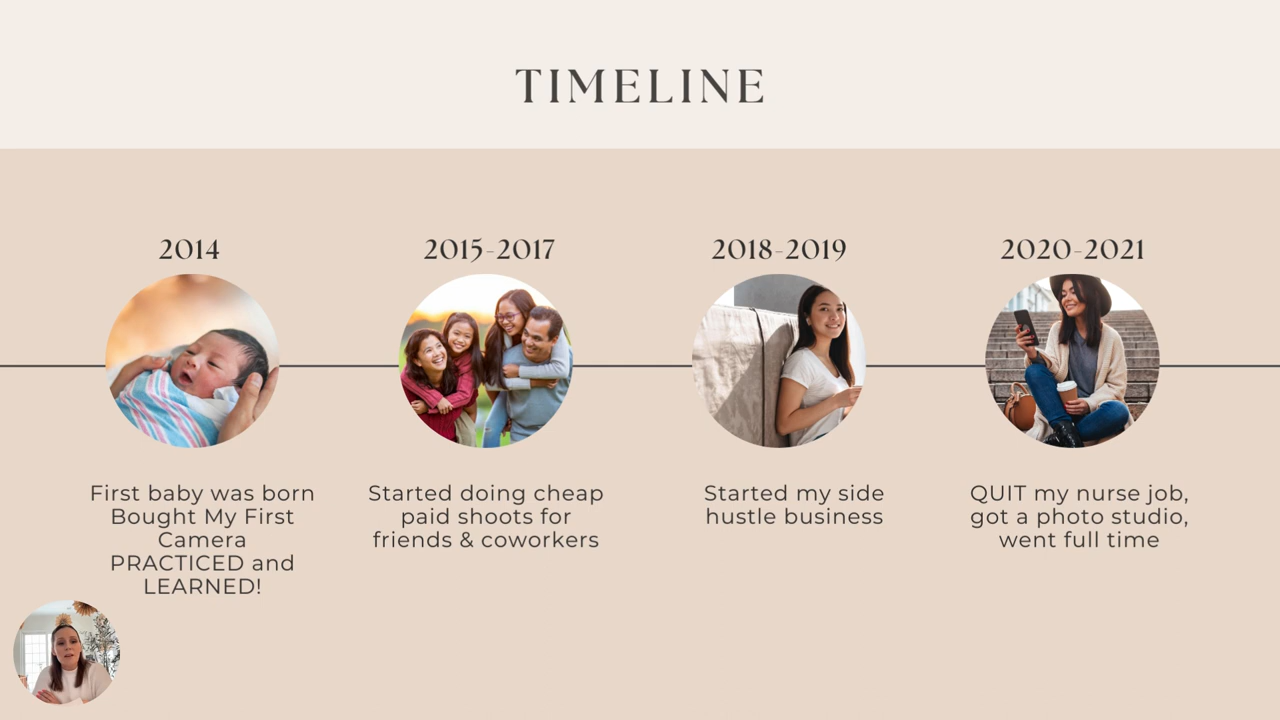 TIMELINE
2014
2015-2017
2018-2019
2020-2021
First baby was born
Bought My First
Camera
PRACTICED and
LEARNED!
Started doing cheap
paid shoots for
friends & coworkers
Started my side
hustle business
QUIT my nurse job,
got a photo studio,
went full time